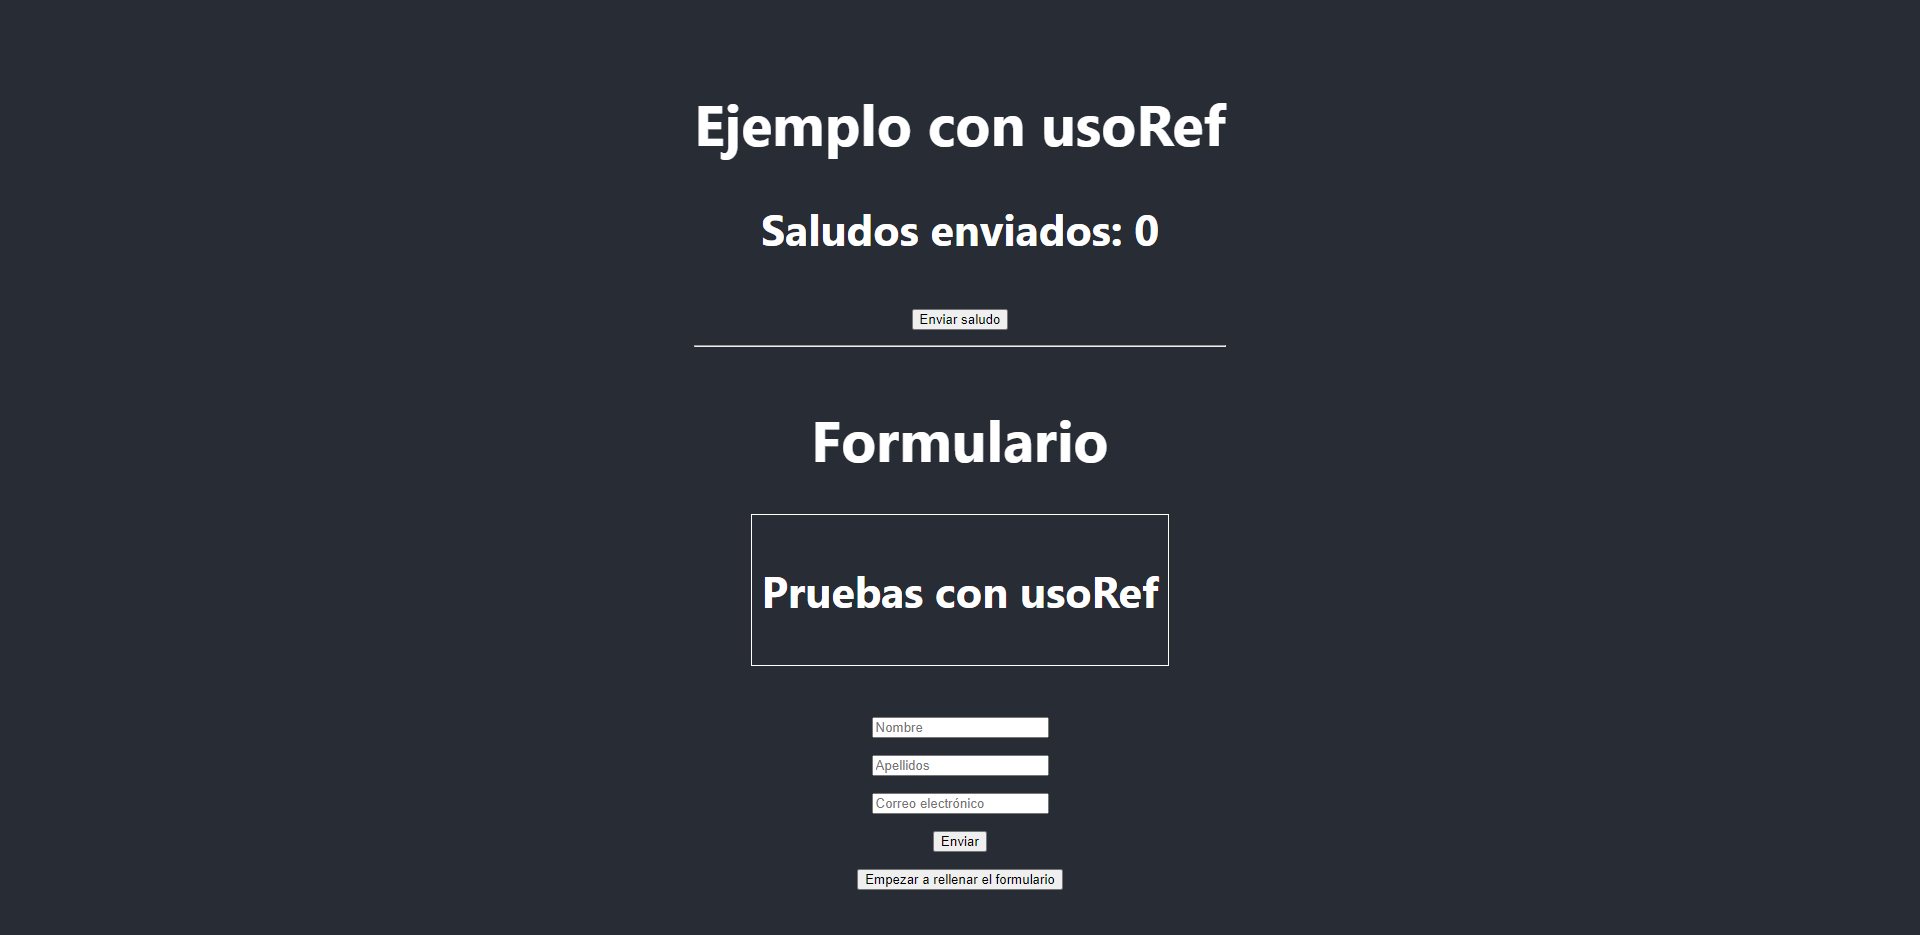 Ejemplo con usoRef
Saludos enviados: 0
Enviar saludo
Formulario
Pruebas con usoRef
Nombre
Apellidos
Correo electrónico
Enviar
Empezar a rellenar el formulario